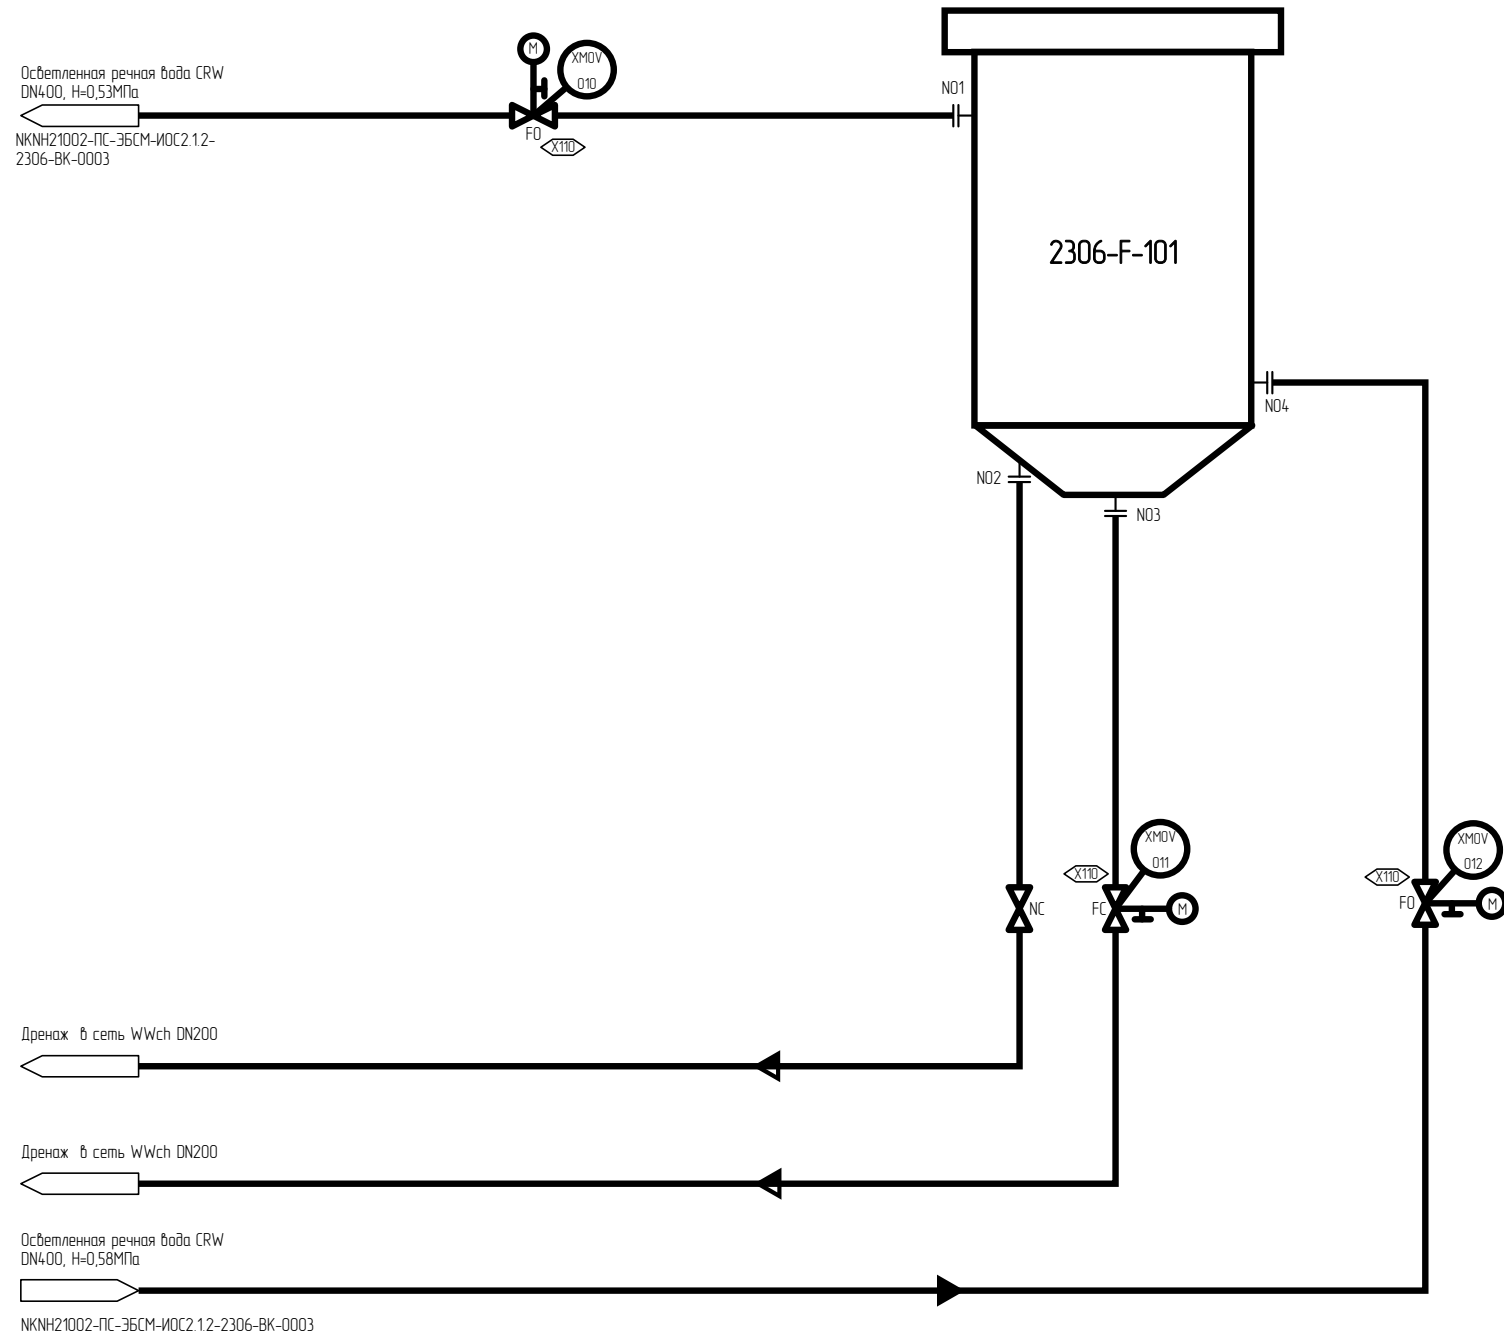 Осветленная речная вода CRW
DN400, Н=0,53МПа
NKNH21002-ПС-ЭБСМ-ИОС2.1.2-
2306-ВК-0003
M
XMOV
010
FO
X110
N01
2306-F-101
N04
N02
N03
XMOV
011
X110
NC
FC
M
XMOV
012
X110
FO
M
Дренаж в сеть WWch DN200
Дренаж в сеть WWch DN200
Осветленная речная вода CRW
DN400, Н=0,58МПа
NKNH21002-ПС-ЭБСМ-ИОС2.1.2-2306-ВК-0003